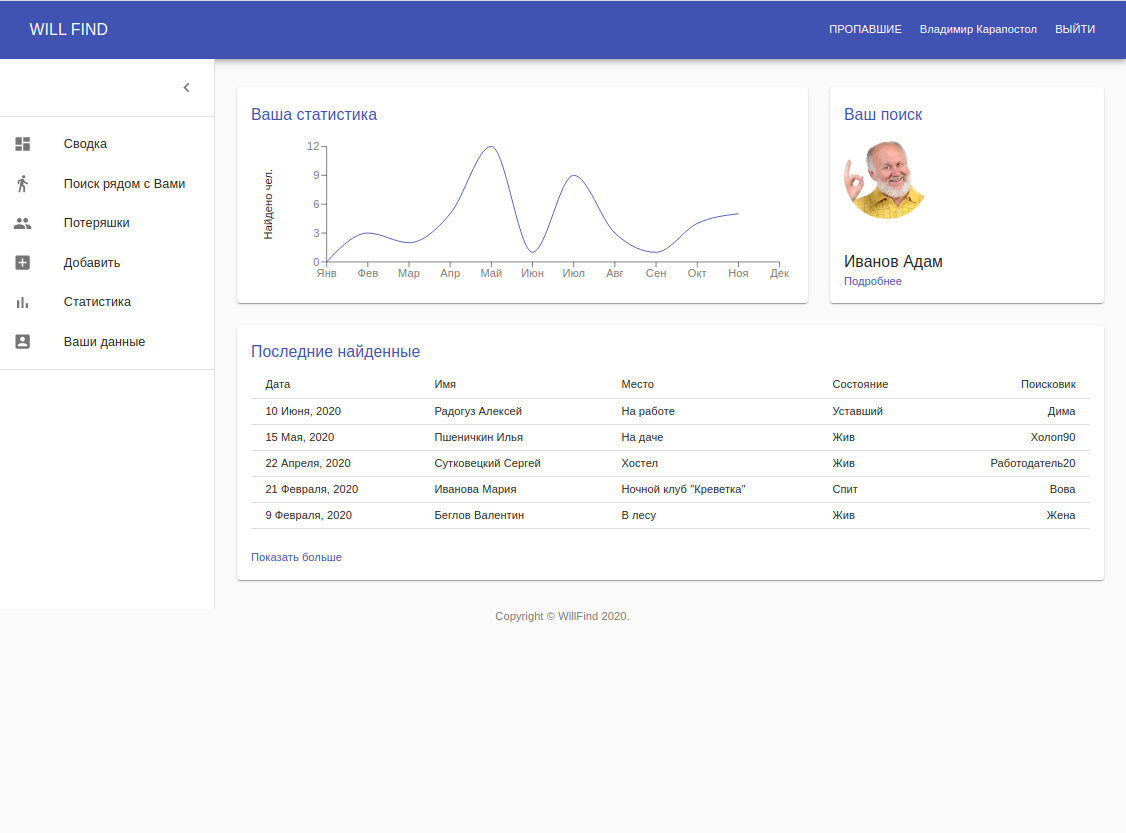 WILL FIND
ПРОПАВШИЕ Владимир Карапостол ВЫЙТИ
Сводка
Поиск рядом с Вами
Потеряшки
Добавить
Статистика
Ваши данные
Ваша статистика
Найдено чел.
12
9
6
3
0
Янв Фев Мар Апр Май Июн Июл Авг Сен Окт Ноя Дек
Ваш поиск
Иванов Адам
Подробнее
Последние найденные
Дата Имя Место Состояние Поисковик
10 Июня, 2020 Радогуз Алексей На работе Уставший Дима
15 Мая, 2020 Пшеничкин Илья На даче Жив Холоп90
22 Апреля, 2020 Сутковецкий Сергей Хостел Жив Работодатель20
21 Февраля, 2020 Иванова Мария Ночной клуб "Креветка" Спит Вова
9 Февраля, 2020 Беглов Валентин В лесу Жив Жена
Показать больше
Copyright © WillFind 2020.